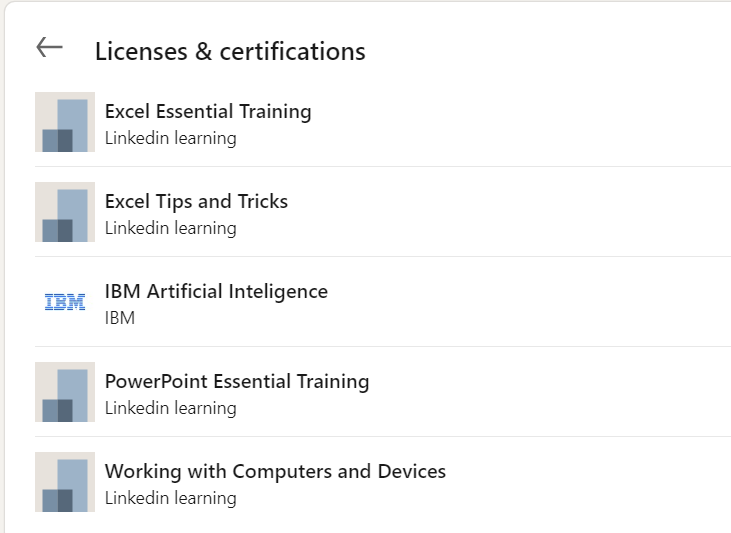 Licenses & certifications
Excel Essential Training
Linkedin learning
Excel Tips and Tricks
Linkedin learning
IBM
IBM Artificial Inteligence
IBM
PowerPoint Essential Training
Linkedin learning
Working with Computers and Devices
Linkedin learning